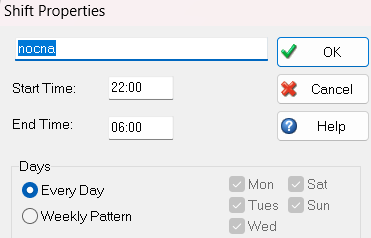 Shift Properties
nocna
OK
Start Time: 22:00
Cancel
End Time: 06:00
Help
Days
Every Day
Mon Sat
Weekly Pattern
Tues Sun
Wed